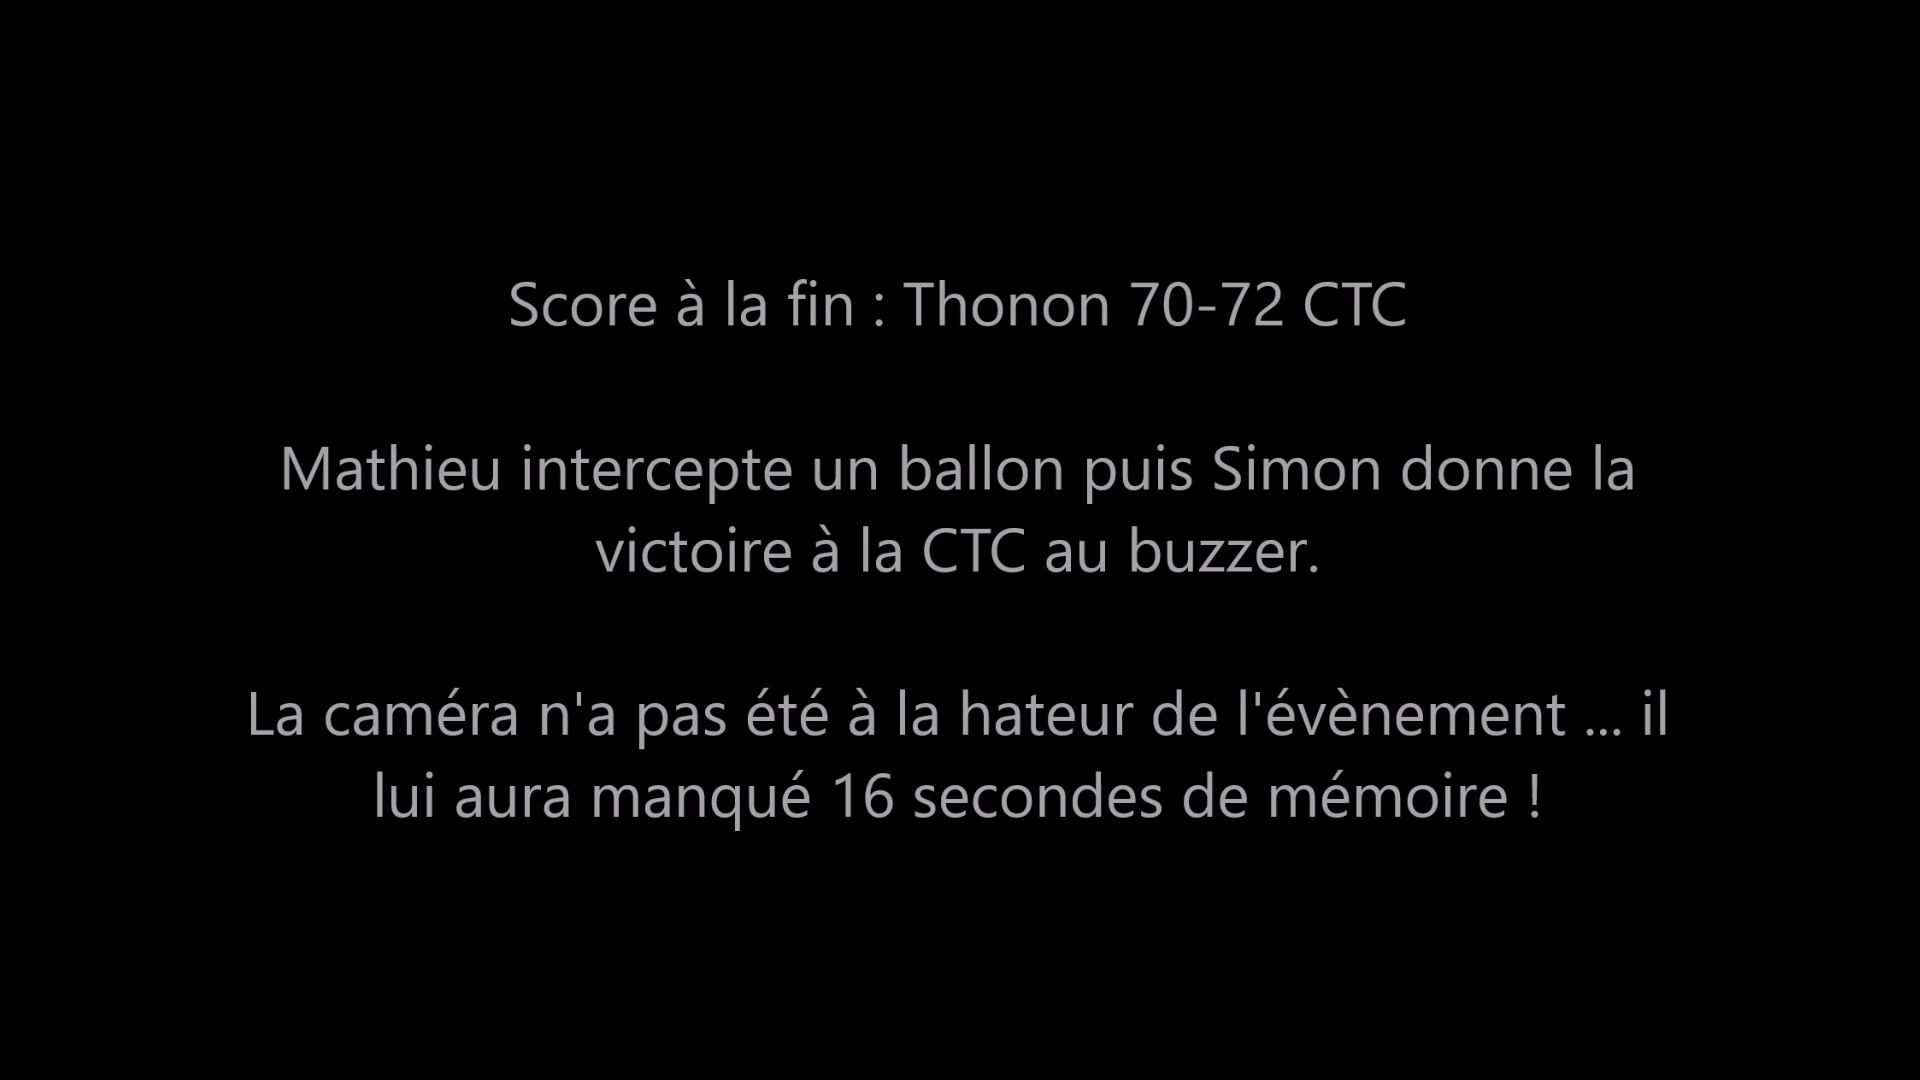 Score à la fin : Thonon 70-72 CTC
Mathieu intercepte un ballon puis Simon donne la
victoire à la CTC au buzzer.
La caméra n'a pas été à la hateur de l'évènement ... il
lui aura manqué 16 secondes de mémoire !